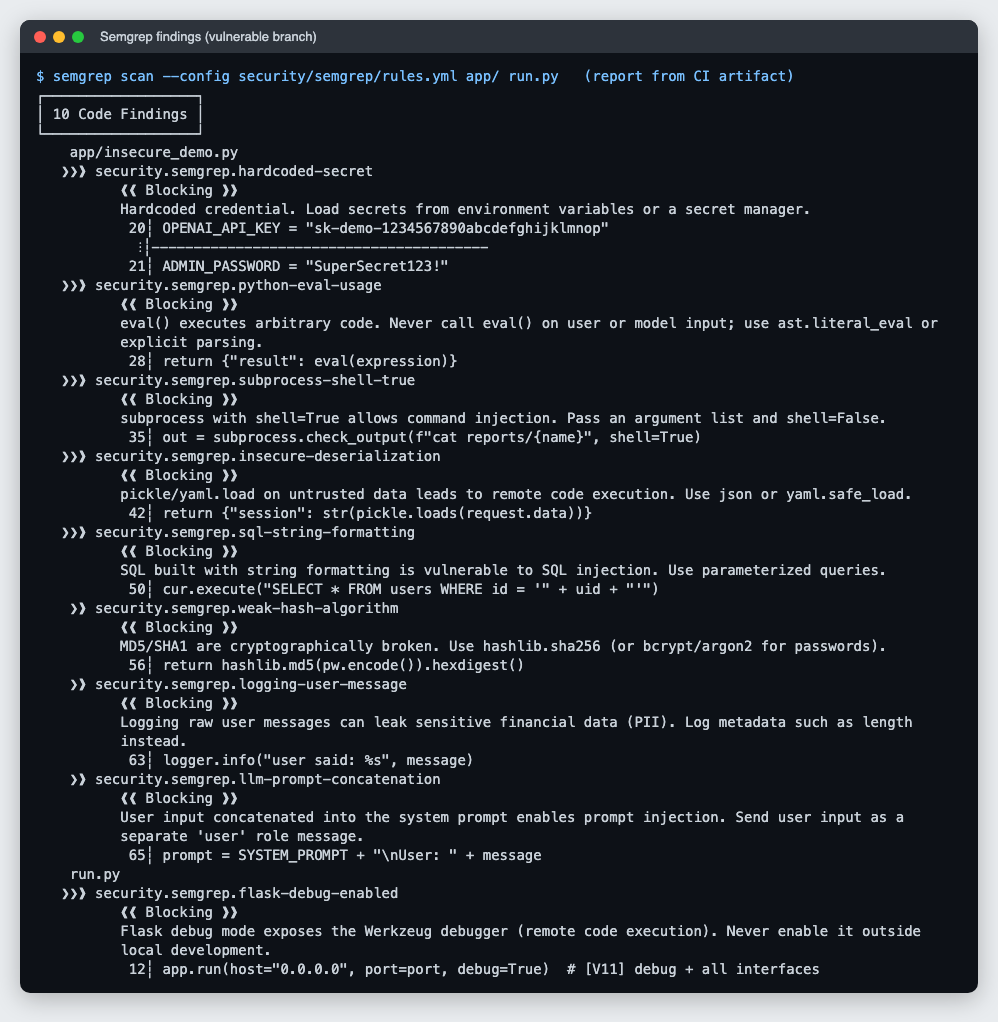 Semgrep findings (vulnerable branch)
$ semgrep scan --config security/semgrep/rules.yml app/ run.py   (report from CI artifact)
10 Code Findings
app/insecure_demo.py
❯❯❱ security.semgrep.hardcoded-secret
❰❰ Blocking ❱❱
Hardcoded credential. Load secrets from environment variables or a secret manager.
20┆ OPENAI_API_KEY = "sk-demo-1234567890abcdefghijklmnop"
⋮┆----------------------------------------
21┆ ADMIN_PASSWORD = "SuperSecret123!"
❯❯❱ security.semgrep.python-eval-usage
❰❰ Blocking ❱❱
eval() executes arbitrary code. Never call eval() on user or model input; use ast.literal_eval or
explicit parsing.
28┆ return {"result": eval(expression)}
❯❯❱ security.semgrep.subprocess-shell-true
❰❰ Blocking ❱❱
subprocess with shell=True allows command injection. Pass an argument list and shell=False.
35┆ out = subprocess.check_output(f"cat reports/{name}", shell=True)
❯❯❱ security.semgrep.insecure-deserialization
❰❰ Blocking ❱❱
pickle/yaml.load on untrusted data leads to remote code execution. Use json or yaml.safe_load.
42┆ return {"session": str(pickle.loads(request.data))}
❯❯❱ security.semgrep.sql-string-formatting
❰❰ Blocking ❱❱
SQL built with string formatting is vulnerable to SQL injection. Use parameterized queries.
50┆ cur.execute("SELECT * FROM users WHERE id = '" + uid + "'")
❯❱ security.semgrep.weak-hash-algorithm
❰❰ Blocking ❱❱
MD5/SHA1 are cryptographically broken. Use hashlib.sha256 (or bcrypt/argon2 for passwords).
56┆ return hashlib.md5(pw.encode()).hexdigest()
❯❱ security.semgrep.logging-user-message
❰❰ Blocking ❱❱
Logging raw user messages can leak sensitive financial data (PII). Log metadata such as length
instead.
63┆ logger.info("user said: %s", message)
❯❱ security.semgrep.llm-prompt-concatenation
❰❰ Blocking ❱❱
User input concatenated into the system prompt enables prompt injection. Send user input as a
separate 'user' role message.
65┆ prompt = SYSTEM_PROMPT + "\nUser: " + message
run.py
❯❯❱ security.semgrep.flask-debug-enabled
❰❰ Blocking ❱❱
Flask debug mode exposes the Werkzeug debugger (remote code execution). Never enable it outside
local development.
12┆ app.run(host="0.0.0.0", port=port, debug=True)  # [V11] debug + all interfaces